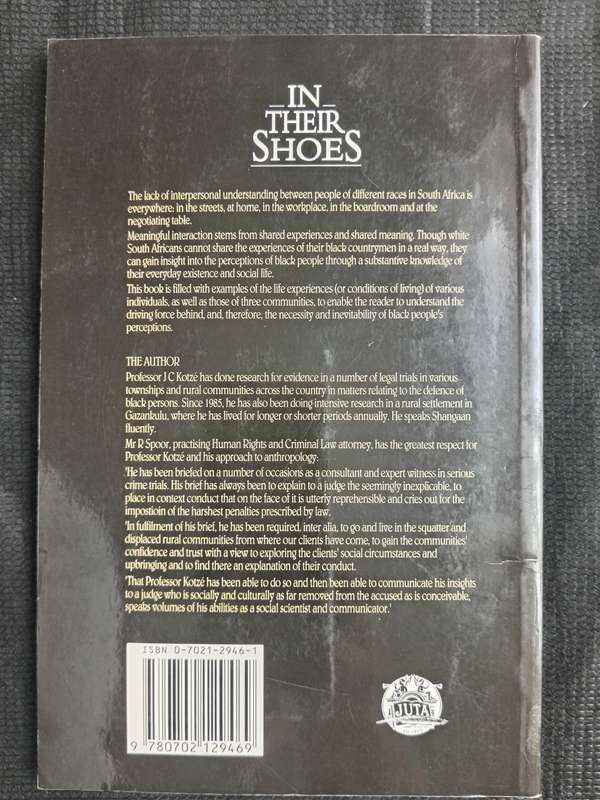 IN
THEIR
SHOES
The lack of interpersonal understanding between people of different races in South Africa is
everywhere: in the streets, at home, in the workplace, in the boardroom and at the
negotiating table.
Meaningful interaction stems from shared experiences and shared meaning. Though white
South Africans cannot share the experiences of their black countrymen in a real way, they
can gain insight into the perceptions of black people through a substantive knowledge of
their everyday existence and social life.
This book is filled with examples of the life experiences (or conditions of living) of various
individuals, as well as those of three communities, to enable the reader to understand the
driving force behind, and, therefore, the necessity and inevitability of black people's
perceptions.
THE AUTHOR
Professor J C Kotzé has done research for evidence in a number of legal trials in various
townships and rural communities across the country in matters relating to the defence of
black persons. Since 1985, he has also been doing intensive research in a rural settlement in
Gazankulu, where he has lived for longer or shorter periods annually. He speaks Shangaan
fluently.
Mr R Spoor, practising Human Rights and Criminal Law attorney, has the greatest respect for
Professor Kotzé and his approach to anthropology:
'He has been briefed on a number of occasions as a consultant and expert witness in serious
crime trials. His brief has always been to explain to a judge the seemingly inexplicable, to
place in context conduct that on the face of it is utterly reprehensible and cries out for the
impostioin of the harshest penalties prescribed by law.
'In fulfilment of his brief, he has been required, inter alia, to go and live in the squatter and
displaced rural communities from where our clients have come, to gain the communities'
confidence and trust with a view to exploring the clients' social circumstances and
upbringing and to find there an explanation of their conduct.
'That Professor Kotzé has been able to do so and then been able to communicate his insights
to a judge who is socially and culturally as far removed from the accused as is conceivable,
speaks volumes of his abilities as a social scientist and communicator.'
ISBN 0-7021-2946-1
9 780702 129469
JUTA